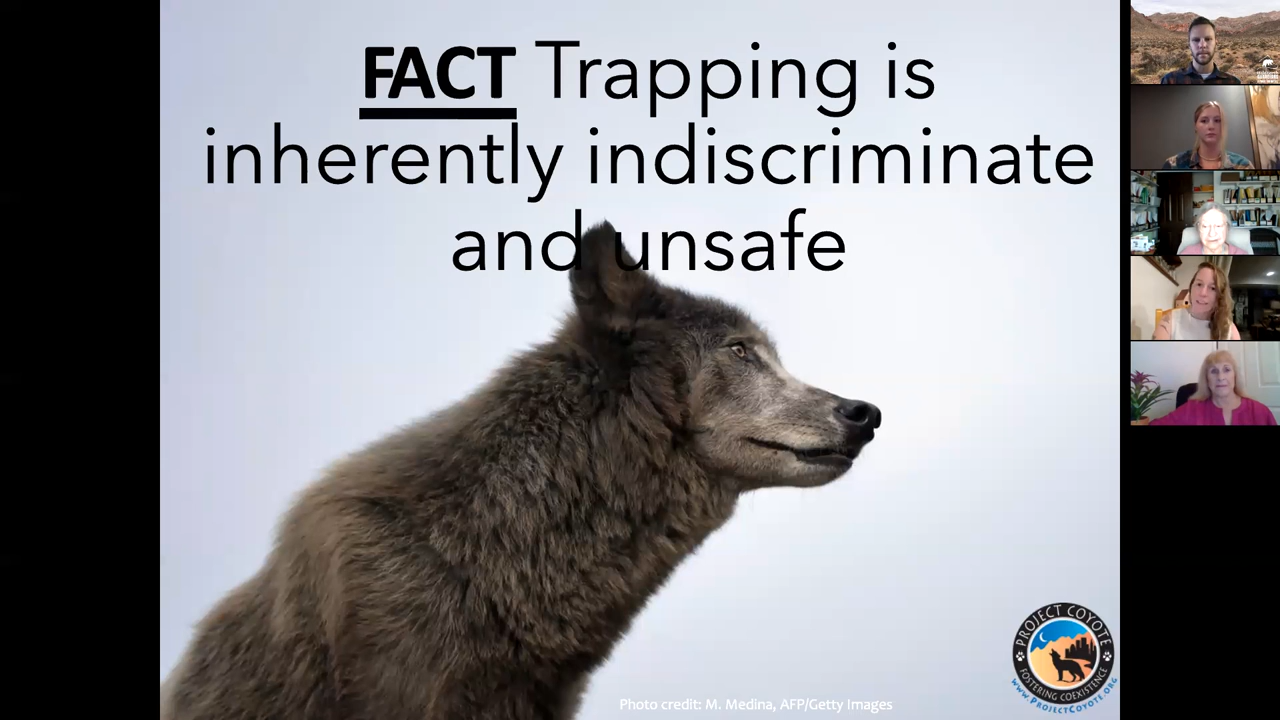 FACT Trapping is
inherently indiscriminate
and unsafe
PROJECT COYOTE
FOSTERING COEXISTENCE
WWW.PROJECTCOYOTE.ORG
Photo credit: M. Medina, AFP/Getty Images